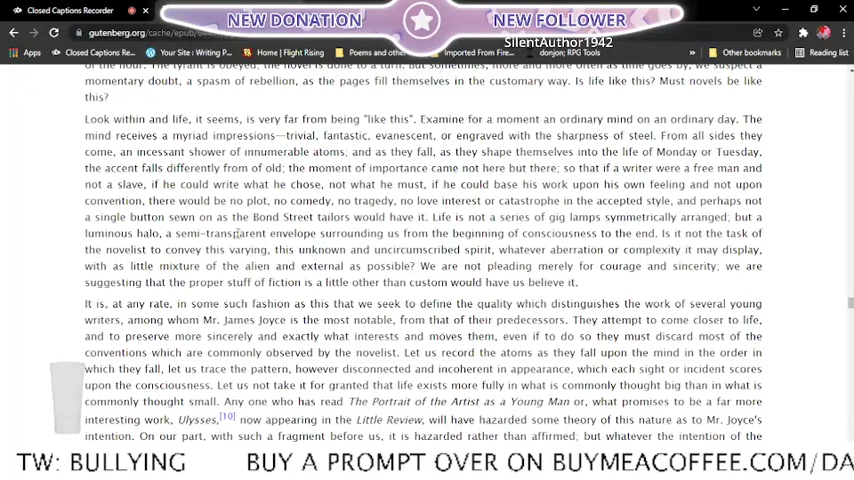 Closed Captions Recorder
NEW DONATION
NEW FOLLOWER
SilentAuthor1942
gutenberg.org/cache/epub/
Apps
Closed Captions Reco
Your Site : Writing
Home | Flight Rising
Poems and other
Imported From Fire
donjon; RPG Tools
»
Other bookmarks
Reading list
of the hour. The tyrant is obeyed; the novel is done to a turn. But sometimes, more and more often as time goes by, we suspect a
momentary doubt, a spasm of rebellion, as the pages fill themselves in the customary way. Is life like this? Must novels be like
this?
Look within and life, it seems, is very far from being "like this". Examine for a moment an ordinary mind on an ordinary day. The
mind receives a myriad impressions—trivial, fantastic, evanescent, or engraved with the sharpness of steel. From all sides they
come, an incessant shower of innumerable atoms; and as they fall, as they shape themselves into the life of Monday or Tuesday,
the accent falls differently from of old; the moment of importance came not here but there; so that if a writer were a free man and
not a slave, if he could write what he chose, not what he must, if he could base his work upon his own feeling and not upon
convention, there would be no plot, no comedy, no tragedy, no love interest or catastrophe in the accepted style, and perhaps not
a single button sewn on as the Bond Street tailors would have it. Life is not a series of gig lamps symmetrically arranged; but a
luminous halo, a semi-transparent envelope surrounding us from the beginning of consciousness to the end. Is it not the task of
the novelist to convey this varying, this unknown and uncircumscribed spirit, whatever aberration or complexity it may display,
with as little mixture of the alien and external as possible? We are not pleading merely for courage and sincerity; we are
suggesting that the proper stuff of fiction is a little other than custom would have us believe it.
It is, at any rate, in some such fashion as this that we seek to define the quality which distinguishes the work of several young
writers, among whom Mr. James Joyce is the most notable, from that of their predecessors. They attempt to come closer to life,
and to preserve more sincerely and exactly what interests and moves them, even if to do so they must discard most of the
conventions which are commonly observed by the novelist. Let us record the atoms as they fall upon the mind in the order in
which they fall, let us trace the pattern, however disconnected and incoherent in appearance, which each sight or incident scores
upon the consciousness. Let us not take it for granted that life exists more fully in what is commonly thought big than in what is
commonly thought small. Any one who has read The Portrait of the Artist as a Young Man or, what promises to be a far more
interesting work, Ulysses,[10] now appearing in the Little Review, will have hazarded some theory of this nature as to Mr. Joyce's
intention. On our part, with such a fragment before us, it is hazarded rather than affirmed; but whatever the intention of the
TW: BULLYING BUY A PROMPT OVER ON BUYMEACOFFEE.COM/DA